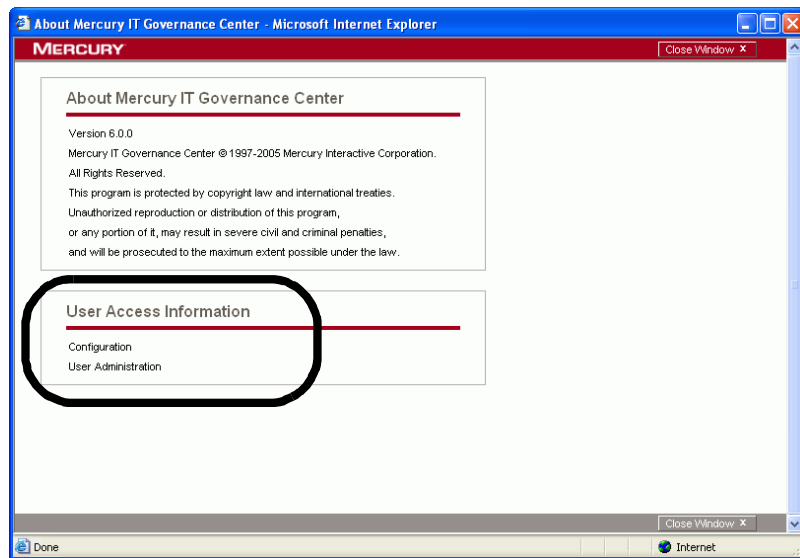 About Mercury IT Governance Center - Microsoft Internet Explorer
MERCURY
Close Window X
About Mercury IT Governance Center
Version 6.0.0
Mercury IT Governance Center © 1997-2005 Mercury Interactive Corporation.
All Rights Reserved.
This program is protected by copyright law and international treaties.
Unauthorized reproduction or distribution of this program,
or any portion of it, may result in severe civil and criminal penalties,
and will be prosecuted to the maximum extent possible under the law.
User Access Information
Configuration
User Administration
Close Window X
Done
Internet